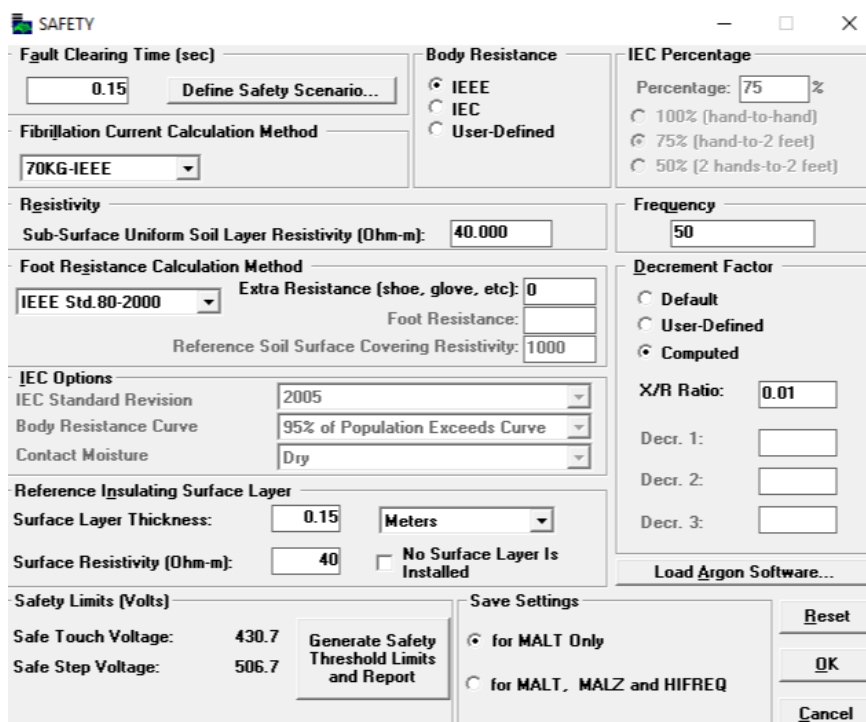 SAFETY
Fault Clearing Time (sec)
0.15
Define Safety Scenario...
Body Resistance
IEEE
IEC
User-Defined
IEC Percentage
Percentage: 75 %
100% (hand-to-hand)
75% (hand-to-2 feet)
50% (2 hands-to-2 feet)
Fibrillation Current Calculation Method
70KG-IEEE
Resistivity
Sub-Surface Uniform Soil Layer Resistivity (Ohm-m): 40.000
Frequency
50
Foot Resistance Calculation Method
IEEE Std.80-2000
Extra Resistance (shoe, glove, etc): 0
Foot Resistance:
Reference Soil Surface Covering Resistivity: 1000
Decrement Factor
Default
User-Defined
Computed
X/R Ratio: 0.01
Decr. 1:
Decr. 2:
Decr. 3:
IEC Options
IEC Standard Revision 2005
Body Resistance Curve 95% of Population Exceeds Curve
Contact Moisture Dry
Reference Insulating Surface Layer
Surface Layer Thickness: 0.15 Meters
Surface Resistivity (Ohm-m): 40
No Surface Layer Is
Installed
Load Argon Software...
Safety Limits (Volts)
Safe Touch Voltage: 430.7
Safe Step Voltage: 506.7
Generate Safety
Threshold Limits
and Report
Save Settings
for MALT Only
for MALT, MALZ and HIFREQ
Reset
OK
Cancel